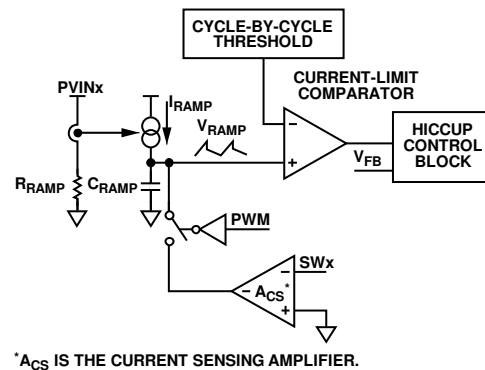 CYCLE-BY-CYCLE
THRESHOLD
PVINx
IRAMP
CURRENT-LIMIT
COMPARATOR
VRAMP
–
+
HICCUP
CONTROL
BLOCK
VFB
RRAMP
CRAMP
PWM
SWx
–
– ACS*
+
*ACS IS THE CURRENT SENSING AMPLIFIER.